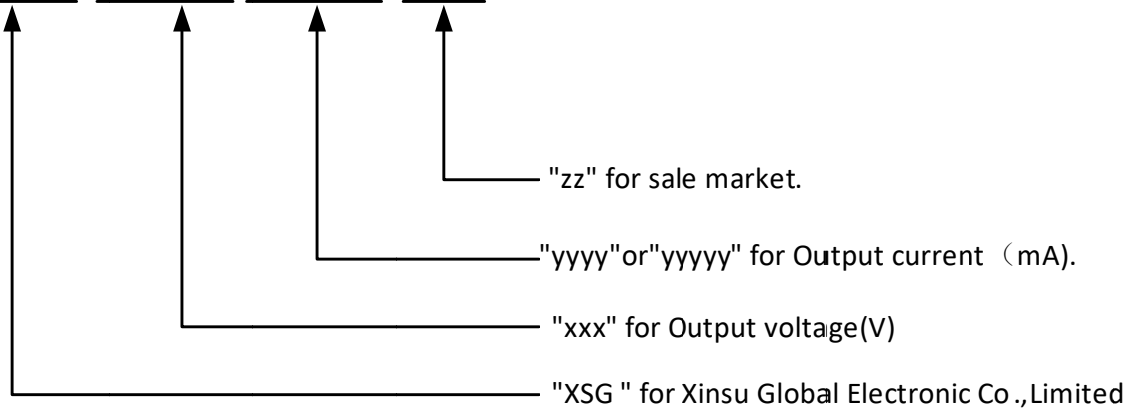 "zz" for sale market.
"yyyy"or"yyyyy" for Output current （mA).
"xxx" for Output voltage(V)
"XSG " for Xinsu Global Electronic Co .,Limited